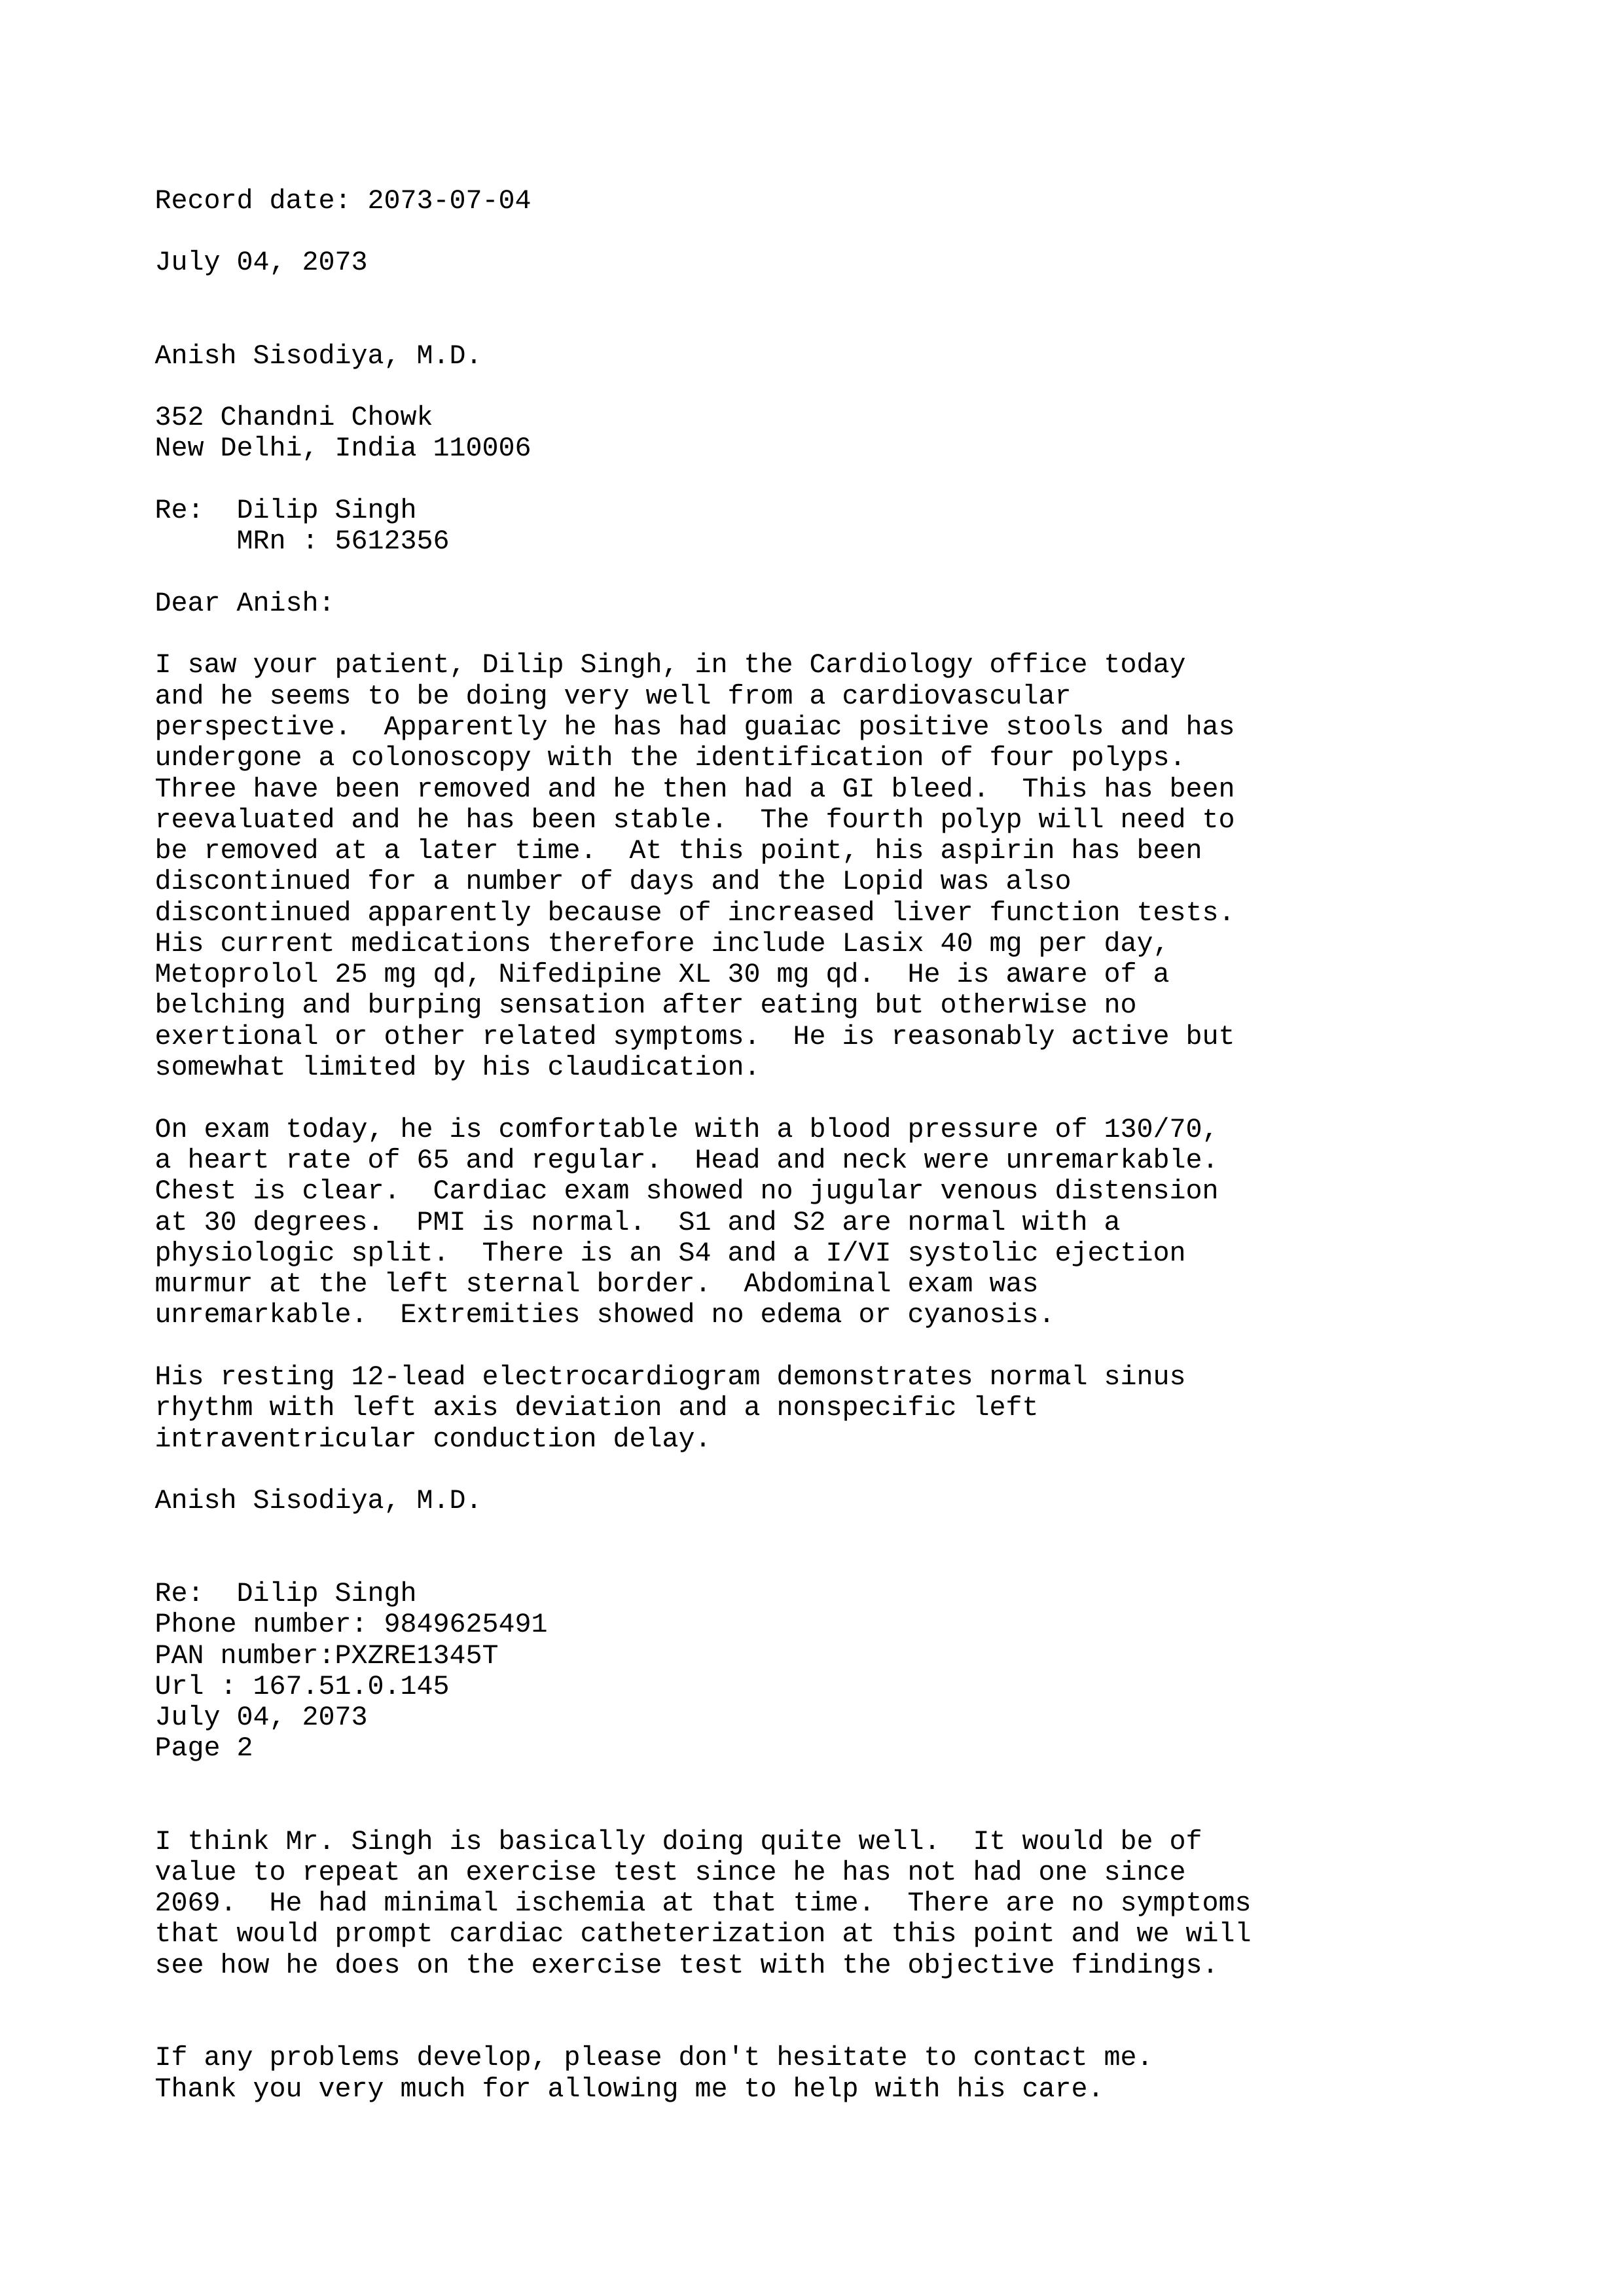 Record date: 2073-07-04
July 04, 2073
Anish Sisodiya, M.D.
352 Chandni Chowk
New Delhi, India 110006
Re:  Dilip Singh
     MRn : 5612356
Dear Anish:
I saw your patient, Dilip Singh, in the Cardiology office today
and he seems to be doing very well from a cardiovascular
perspective.  Apparently he has had guaiac positive stools and has
undergone a colonoscopy with the identification of four polyps.
Three have been removed and he then had a GI bleed.  This has been
reevaluated and he has been stable.  The fourth polyp will need to
be removed at a later time.  At this point, his aspirin has been
discontinued for a number of days and the Lopid was also
discontinued apparently because of increased liver function tests.
His current medications therefore include Lasix 40 mg per day,
Metoprolol 25 mg qd, Nifedipine XL 30 mg qd.  He is aware of a
belching and burping sensation after eating but otherwise no
exertional or other related symptoms.  He is reasonably active but
somewhat limited by his claudication.
On exam today, he is comfortable with a blood pressure of 130/70,
a heart rate of 65 and regular.  Head and neck were unremarkable.
Chest is clear.  Cardiac exam showed no jugular venous distension
at 30 degrees.  PMI is normal.  S1 and S2 are normal with a
physiologic split.  There is an S4 and a I/VI systolic ejection
murmur at the left sternal border.  Abdominal exam was
unremarkable.  Extremities showed no edema or cyanosis.
His resting 12-lead electrocardiogram demonstrates normal sinus
rhythm with left axis deviation and a nonspecific left
intraventricular conduction delay.
Anish Sisodiya, M.D.
Re:  Dilip Singh
Phone number: 9849625491
PAN number:PXZRE1345T
Url : 167.51.0.145
July 04, 2073
Page 2
I think Mr. Singh is basically doing quite well.  It would be of
value to repeat an exercise test since he has not had one since
2069.  He had minimal ischemia at that time.  There are no symptoms
that would prompt cardiac catheterization at this point and we will
see how he does on the exercise test with the objective findings.
If any problems develop, please don't hesitate to contact me.
Thank you very much for allowing me to help with his care.